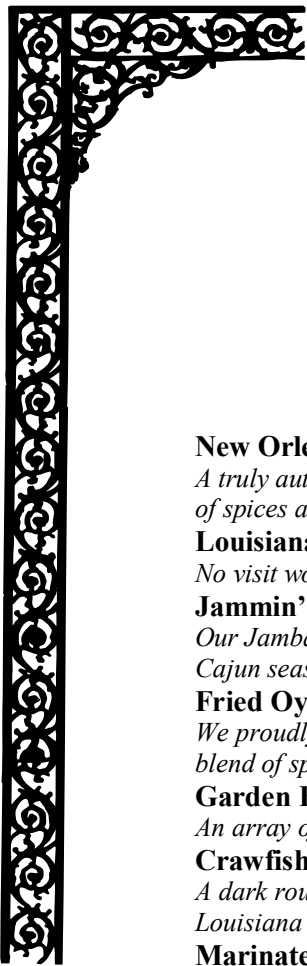 New Orle
A truly aut
of spices a
Louisiana
No visit wo
Jammin'
Our Jamba
Cajun seas
Fried Oy
We proudly
blend of sp
Garden
An array o
Crawfish
A dark rou
Louisiana
Marinate